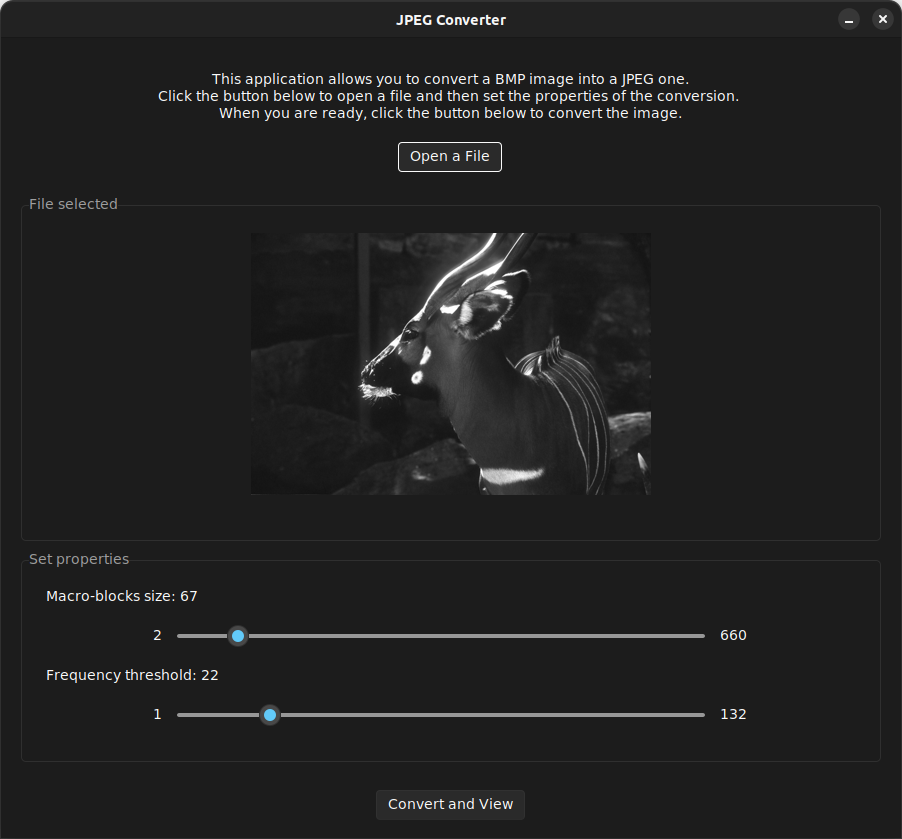 JPEG Converter
This application allows you to convert a BMP image into a JPEG one.
Click the button below to open a file and then set the properties of the conversion.
When you are ready, click the button below to convert the image.
Open a File
File selected
Set properties
Macro-blocks size: 67
2 660
Frequency threshold: 22
1 132
Convert and View